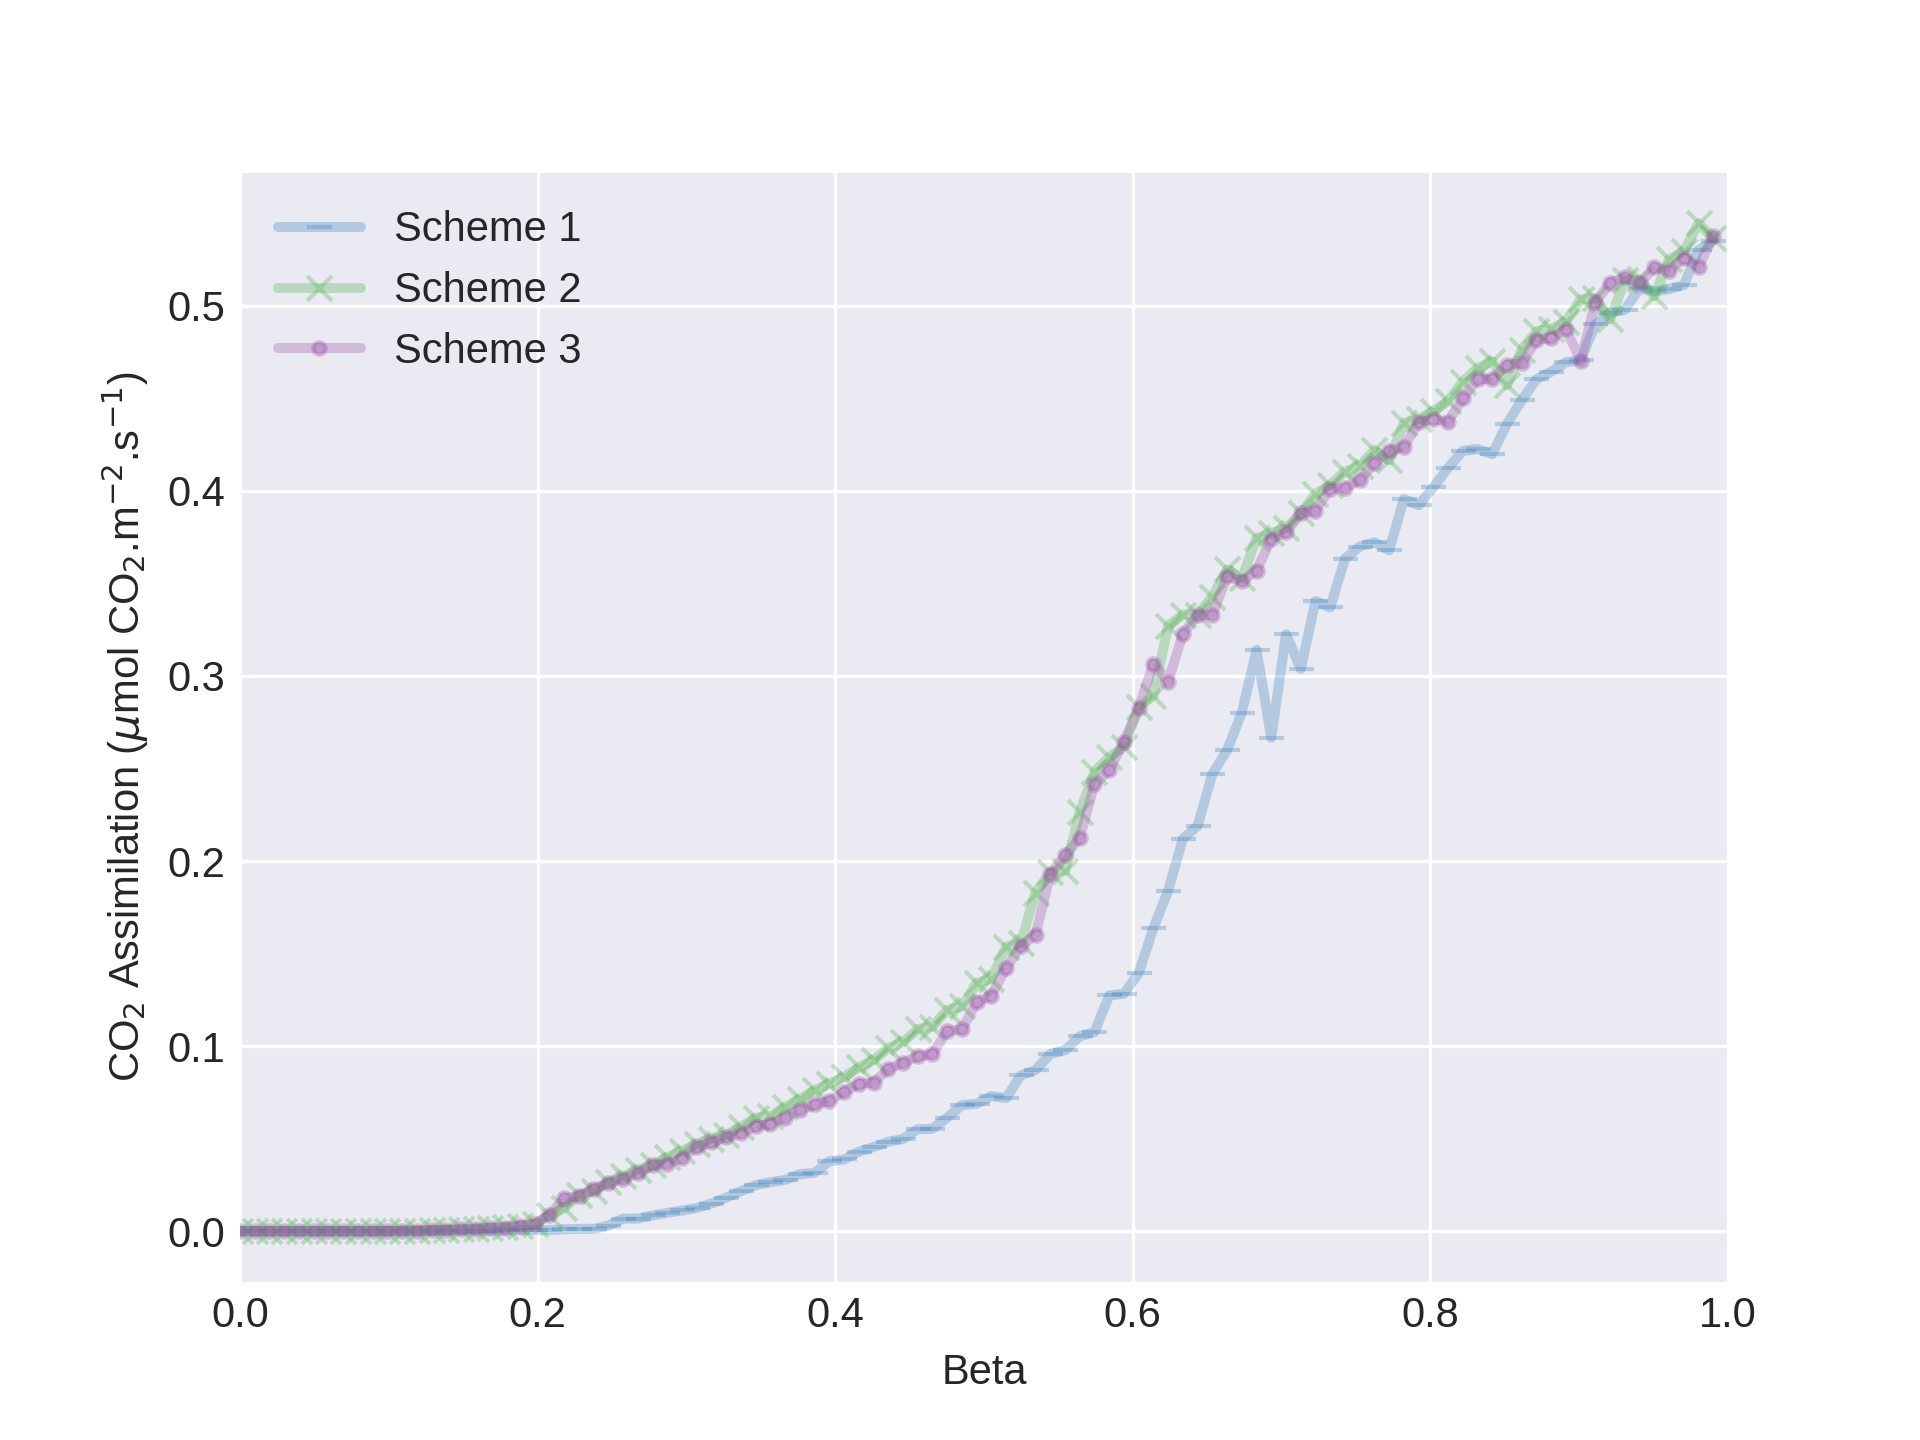 Scheme 1
Scheme 2
Scheme 3
CO₂ Assimilation (μmol CO₂.m⁻².s⁻¹)
0.5
0.4
0.3
0.2
0.1
0.0
0.0 0.2 0.4 0.6 0.8 1.0
Beta